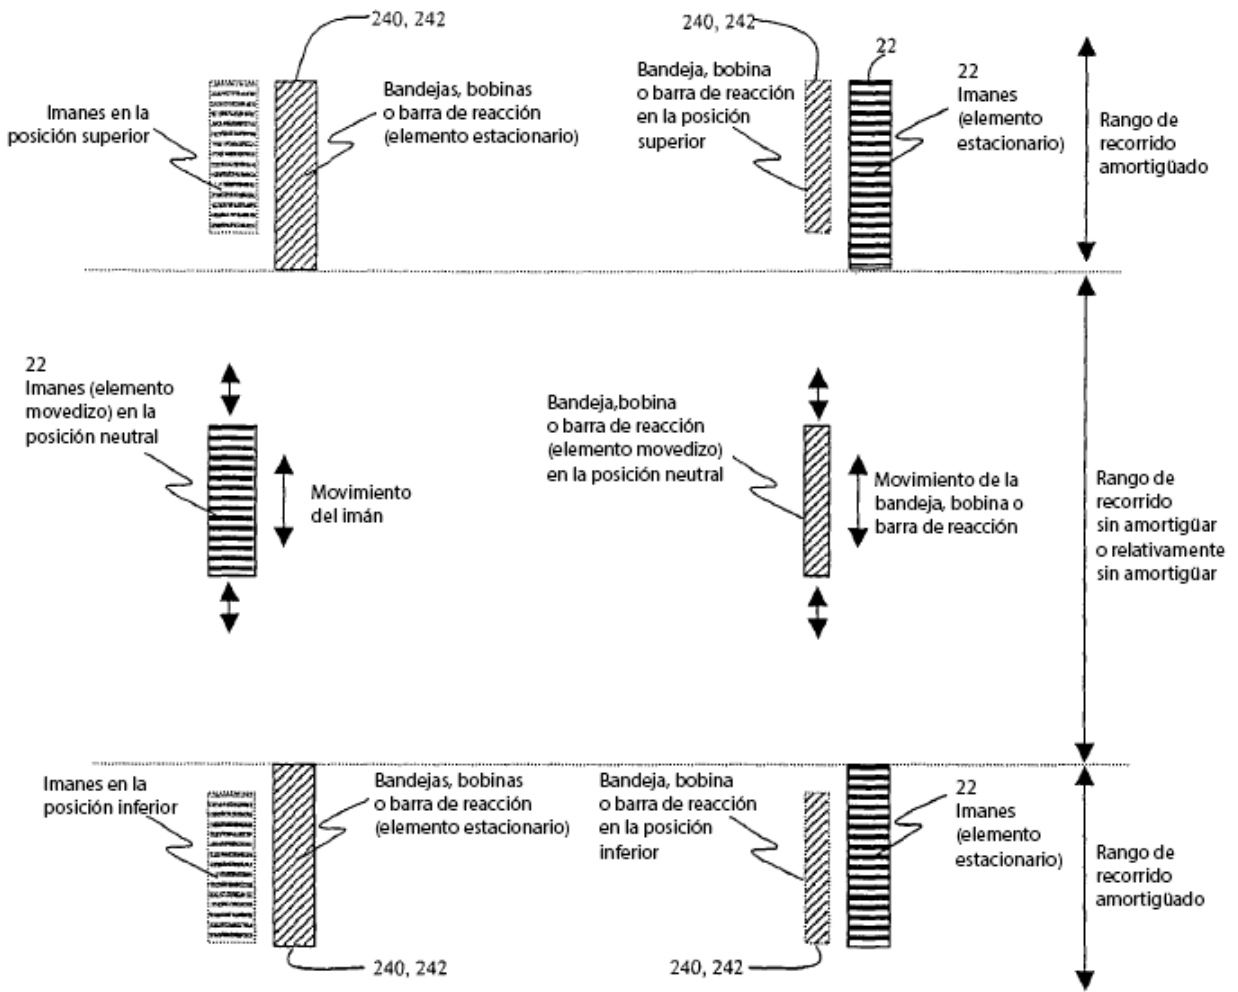 240, 242
Imanes en la
posición superior
Bandejas, bobinas
o barra de reacción
(elemento estacionario)
240, 242
Bandeja, bobina
o barra de reacción
en la posición
superior
22
22
Imanes
(elemento
estacionario)
Rango de
recorrido
amortigüado
22
Imanes (elemento
movedizo) en la
posición neutral
Movimiento
del imán
Bandeja,bobina
o barra de reacción
(elemento movedizo)
en la posición neutral
Movimiento de la
bandeja, bobina o
barra de reacción
Rango de
recorrido
sin amortigüar
o relativamente
sin amortigüar
Imanes en la
posición inferior
Bandejas, bobinas
o barra de reacción
(elemento estacionario)
240, 242
Bandeja, bobina
o barra de reacción
en la posición
inferior
240, 242
22
Imanes
(elemento
estacionario)
Rango de
recorrido
amortigüado